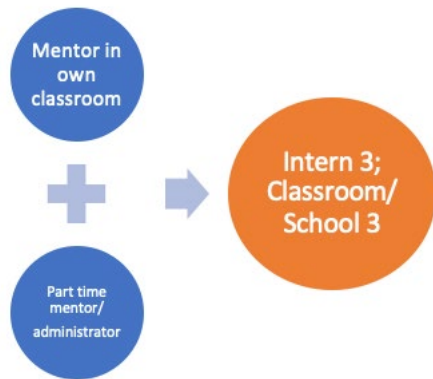 Mentor in
own
classroom
Part time
mentor/
administrator
Intern 3;
Classroom/
School 3